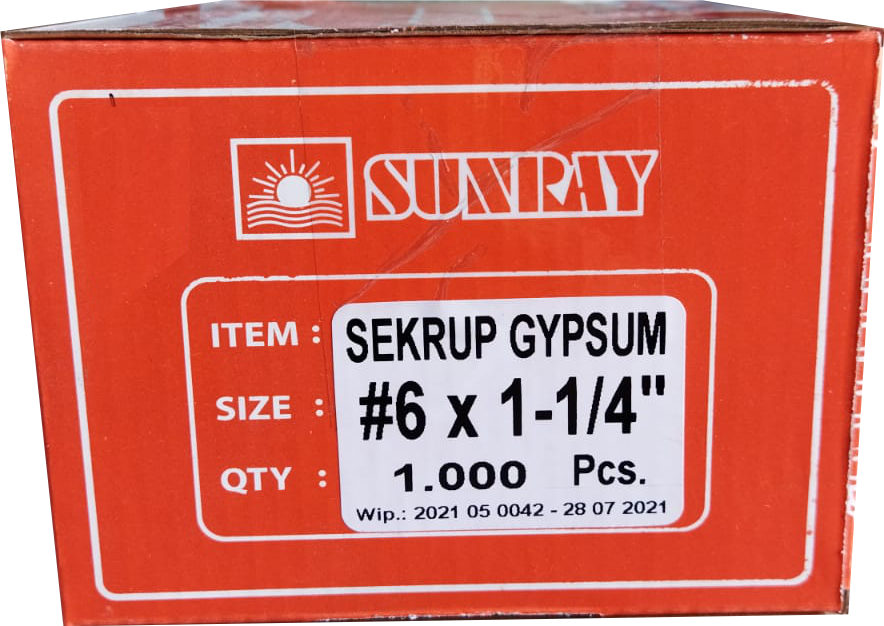 SUNRAY
ITEM : SEKRUP GYPSUM
SIZE : #6 x 1-1/4"
QTY : 1.000 Pcs.
Wip.: 2021 05 0042 - 28 07 2021